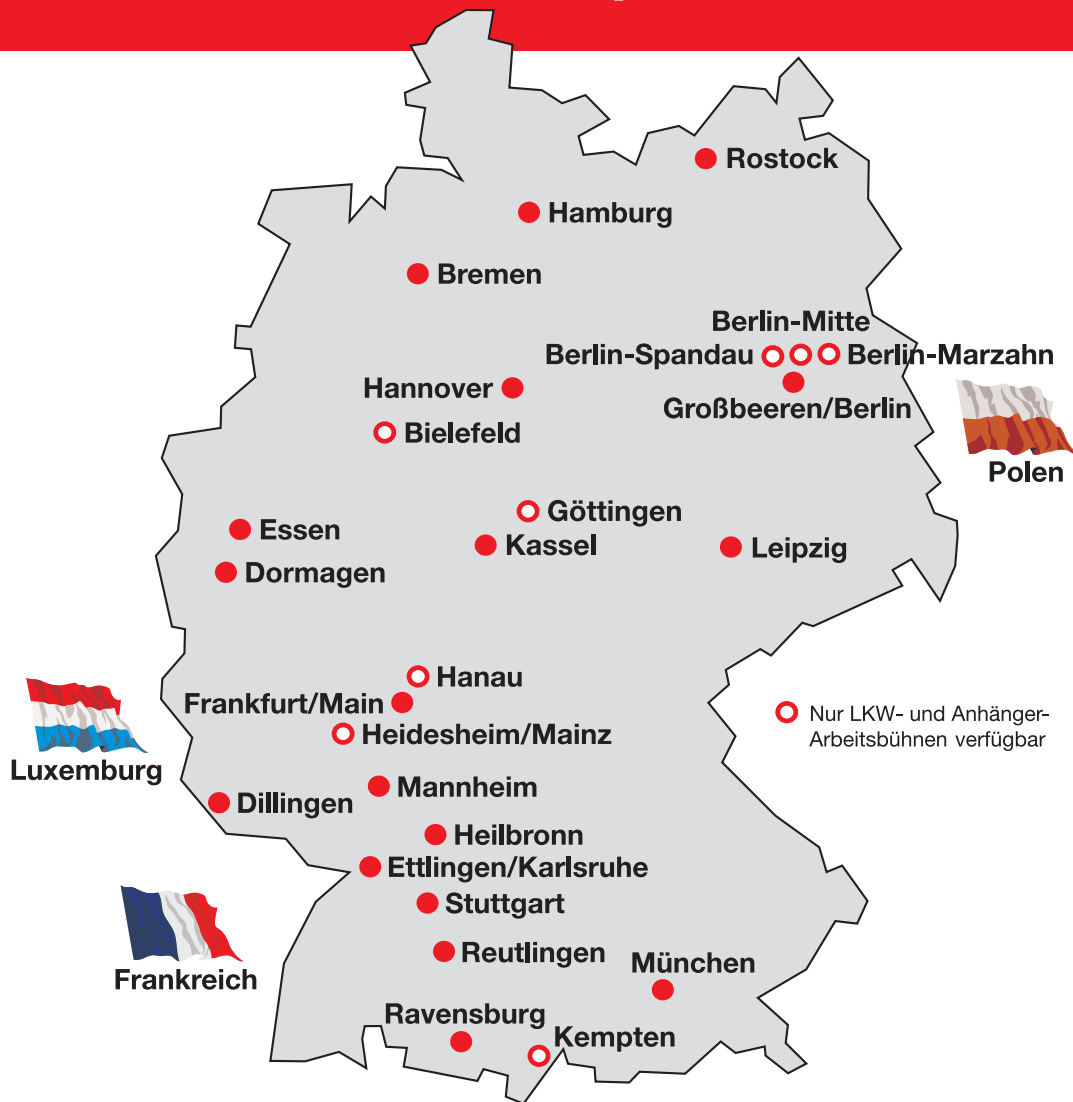 Rostock
Hamburg
Bremen
Berlin-Mitte
Berlin-Spandau
Berlin-Marzahn
Hannover
Großbeeren/Berlin
Bielefeld
Polen
Göttingen
Essen
Kassel
Leipzig
Dormagen
Hanau
Frankfurt/Main
Nur LKW- und Anhänger-
Arbeitsbühnen verfügbar
Heidesheim/Mainz
Luxemburg
Mannheim
Dillingen
Heilbronn
Ettlingen/Karlsruhe
Stuttgart
Reutlingen
München
Frankreich
Ravensburg
Kempten